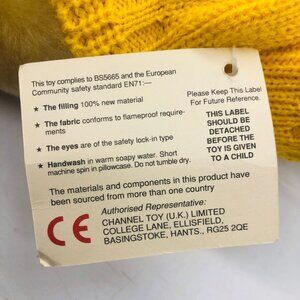 This toy complies to BS5665 and the European
Community safety standard EN71:—
★ The filling 100% new material
★ The fabric conforms to flameproof require-
ments
★ The eyes are of the safety lock-in type
★ Handwash in warm soapy water. Short
machine spin in pillowcase. Do not tumble dry.
Please Keep This Label
For Future Reference.
THIS LABEL
SHOULD BE
DETACHED
BEFORE THE
TOY IS GIVEN
TO A CHILD
The materials and components in this product have
been sourced from more than one country
CE
Authorised Representative:
CHANNEL TOY (U.K.) LIMITED
COLLEGE LANE, ELLISFIELD,
BASINGSTOKE, HANTS., RG25 2QE